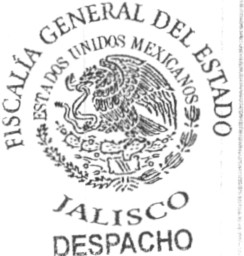 FISCALÍA GENERAL DEL ESTADO
ESTADOS UNIDOS MEXICANOS
JALISCO
DESPACHO